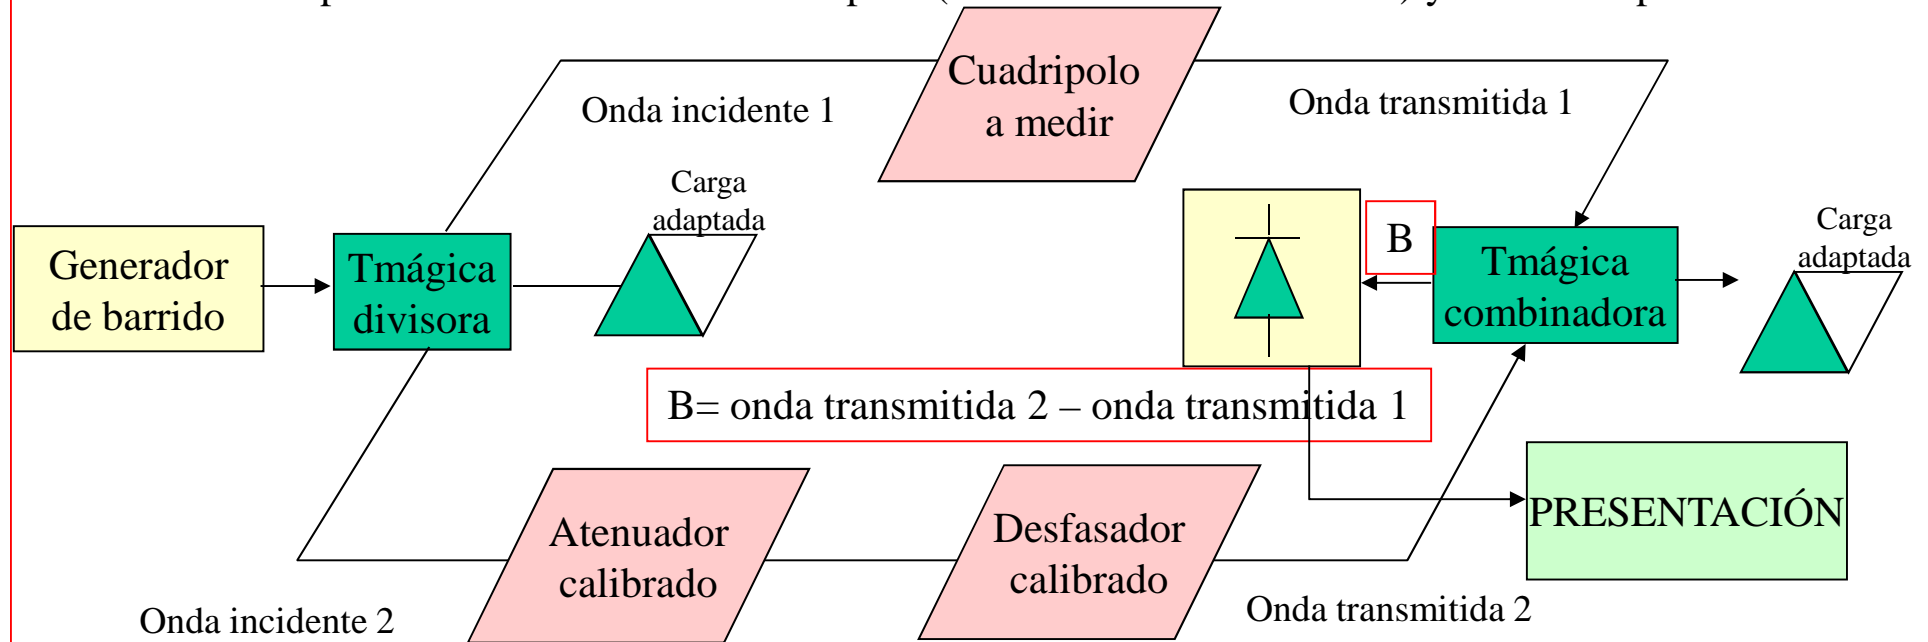 Cuadripolo
a medir
Onda incidente 1
Onda transmitida 1
Carga
adaptada
Generador
de barrido
Tmágica
divisora
B
Tmágica
combinadora
Carga
adaptada
B= onda transmitida 2 – onda transmitida 1
Atenuador
calibrado
Desfasador
calibrado
PRESENTACIÓN
Onda incidente 2
Onda transmitida 2